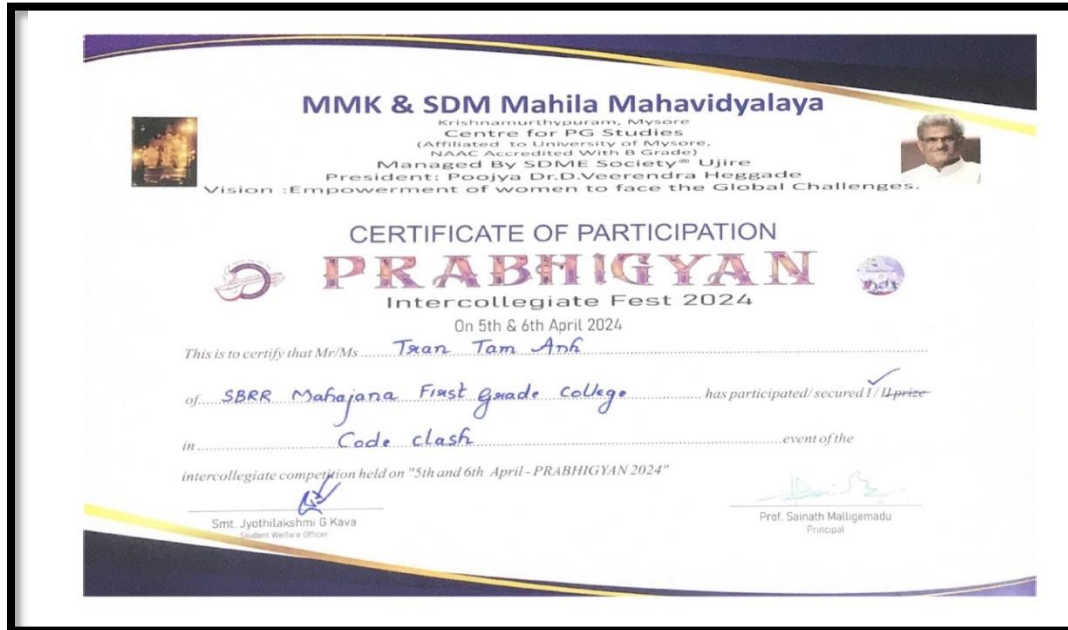 MMK & SDM Mahila Mahavidyalaya
Krishnamurthypuram, Mysore
Centre for PG Studies
(Affiliated to University of Mysore,
NAAC Accredited With B Grade)
Managed By SDME Society® Ujire
President: Poojya Dr.D.Veerendra Heggade
Vision :Empowerment of women to face the Global Challenges.
CERTIFICATE OF PARTICIPATION
PRABHIGYAN
Intercollegiate Fest 2024
On 5th & 6th April 2024
This is to certify that Mr/Ms Tran Tam Anh
of SBRR Mahajana First Grade College has participated/secured I / II prize
in Code clash event of the
intercollegiate competition held on "5th and 6th April - PRABHIGYAN 2024"
Smt. Jyothilakshmi G Kava
Student Welfare Officer
Prof. Sainath Malligemadu
Principal